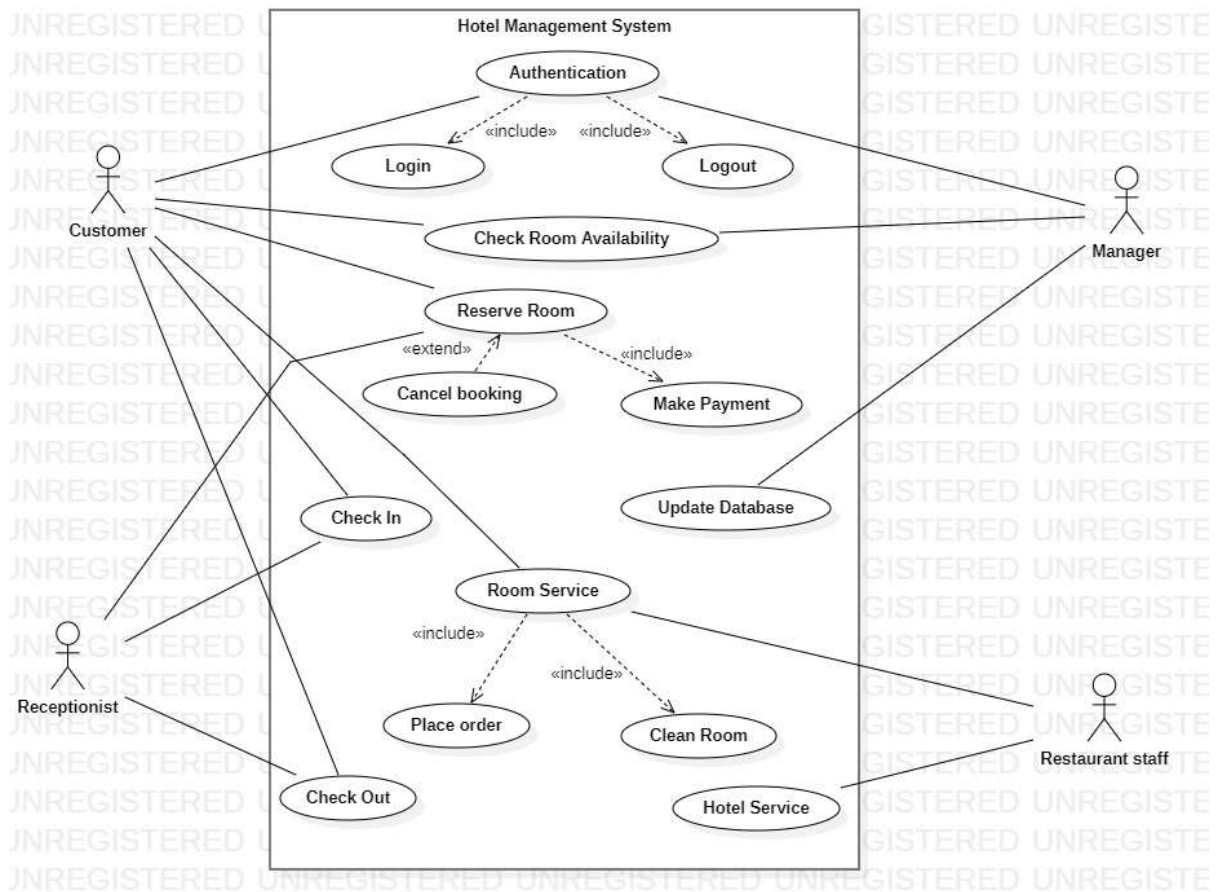 Hotel Management System
Authentication
«include»
«include»
Login
Logout
Customer
Check Room Availability
Manager
Reserve Room
«extend»
«include»
Cancel booking
Make Payment
Update Database
Check In
Room Service
«include»
«include»
Receptionist
Place order
Clean Room
Restaurant staff
Check Out
Hotel Service
UNREGISTERED